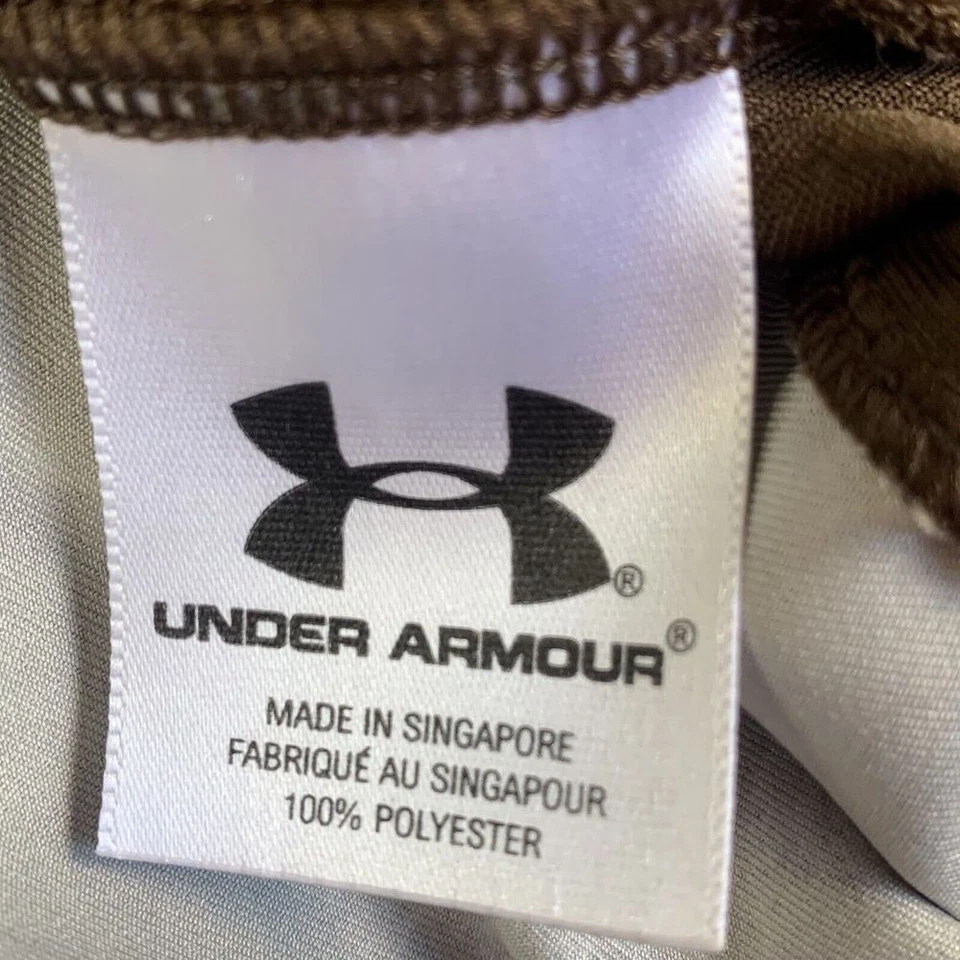 ®
UNDER ARMOUR®
MADE IN SINGAPORE
FABRIQUÉ AU SINGAPOUR
100% POLYESTER